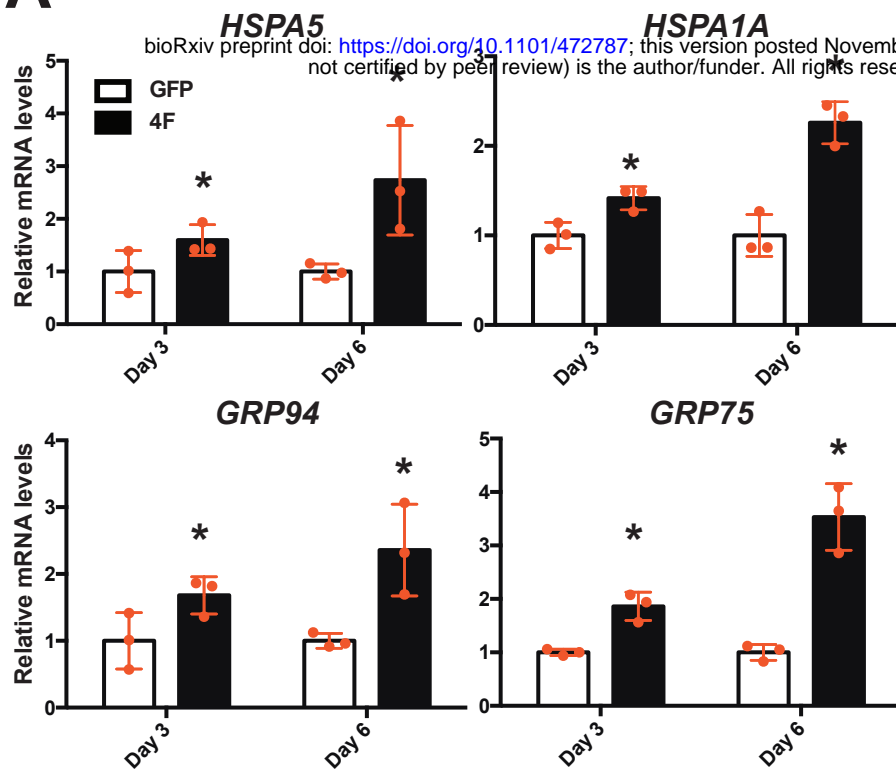 A
HSPA5
HSPA1A
bioRxiv preprint doi: https://doi.org/10.1101/472787; this version posted Novemb
not certified by peer review) is the author/funder. All rights rese
Relative mRNA levels
5
4
3
2
1
0
GFP
4F
*
*
Day 3
Day 6
3
2
1
0
*
*
Day 3
Day 6
GRP94
GRP75
Relative mRNA levels
4
3
2
1
0
*
*
Day 3
Day 6
5
4
3
2
1
0
*
*
Day 3
Day 6